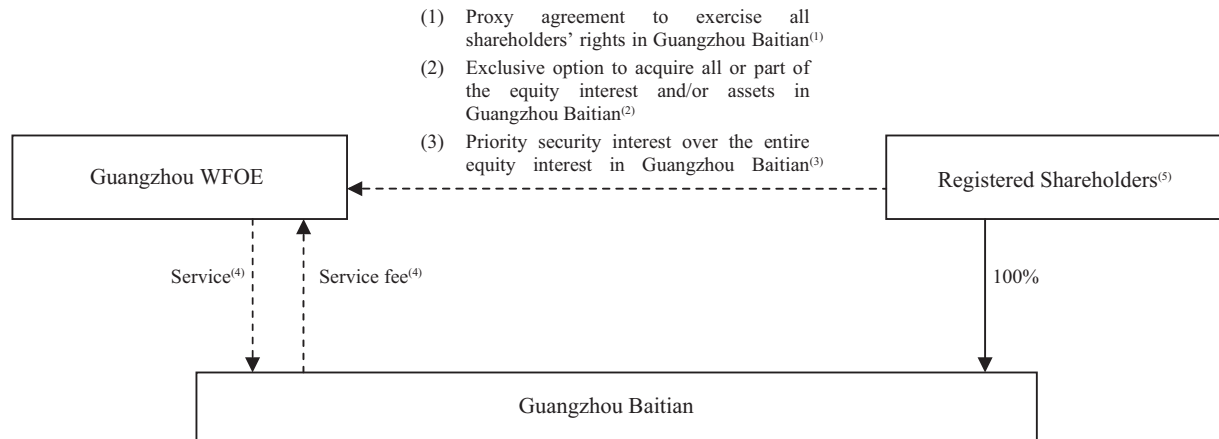 (1) Proxy agreement to exercise all
shareholders’ rights in Guangzhou Baitian(1)
(2) Exclusive option to acquire all or part of
the equity interest and/or assets in
Guangzhou Baitian(2)
(3) Priority security interest over the entire
equity interest in Guangzhou Baitian(3)
Guangzhou WFOE
Registered Shareholders(5)
Service(4)
Service fee(4)
100%
Guangzhou Baitian